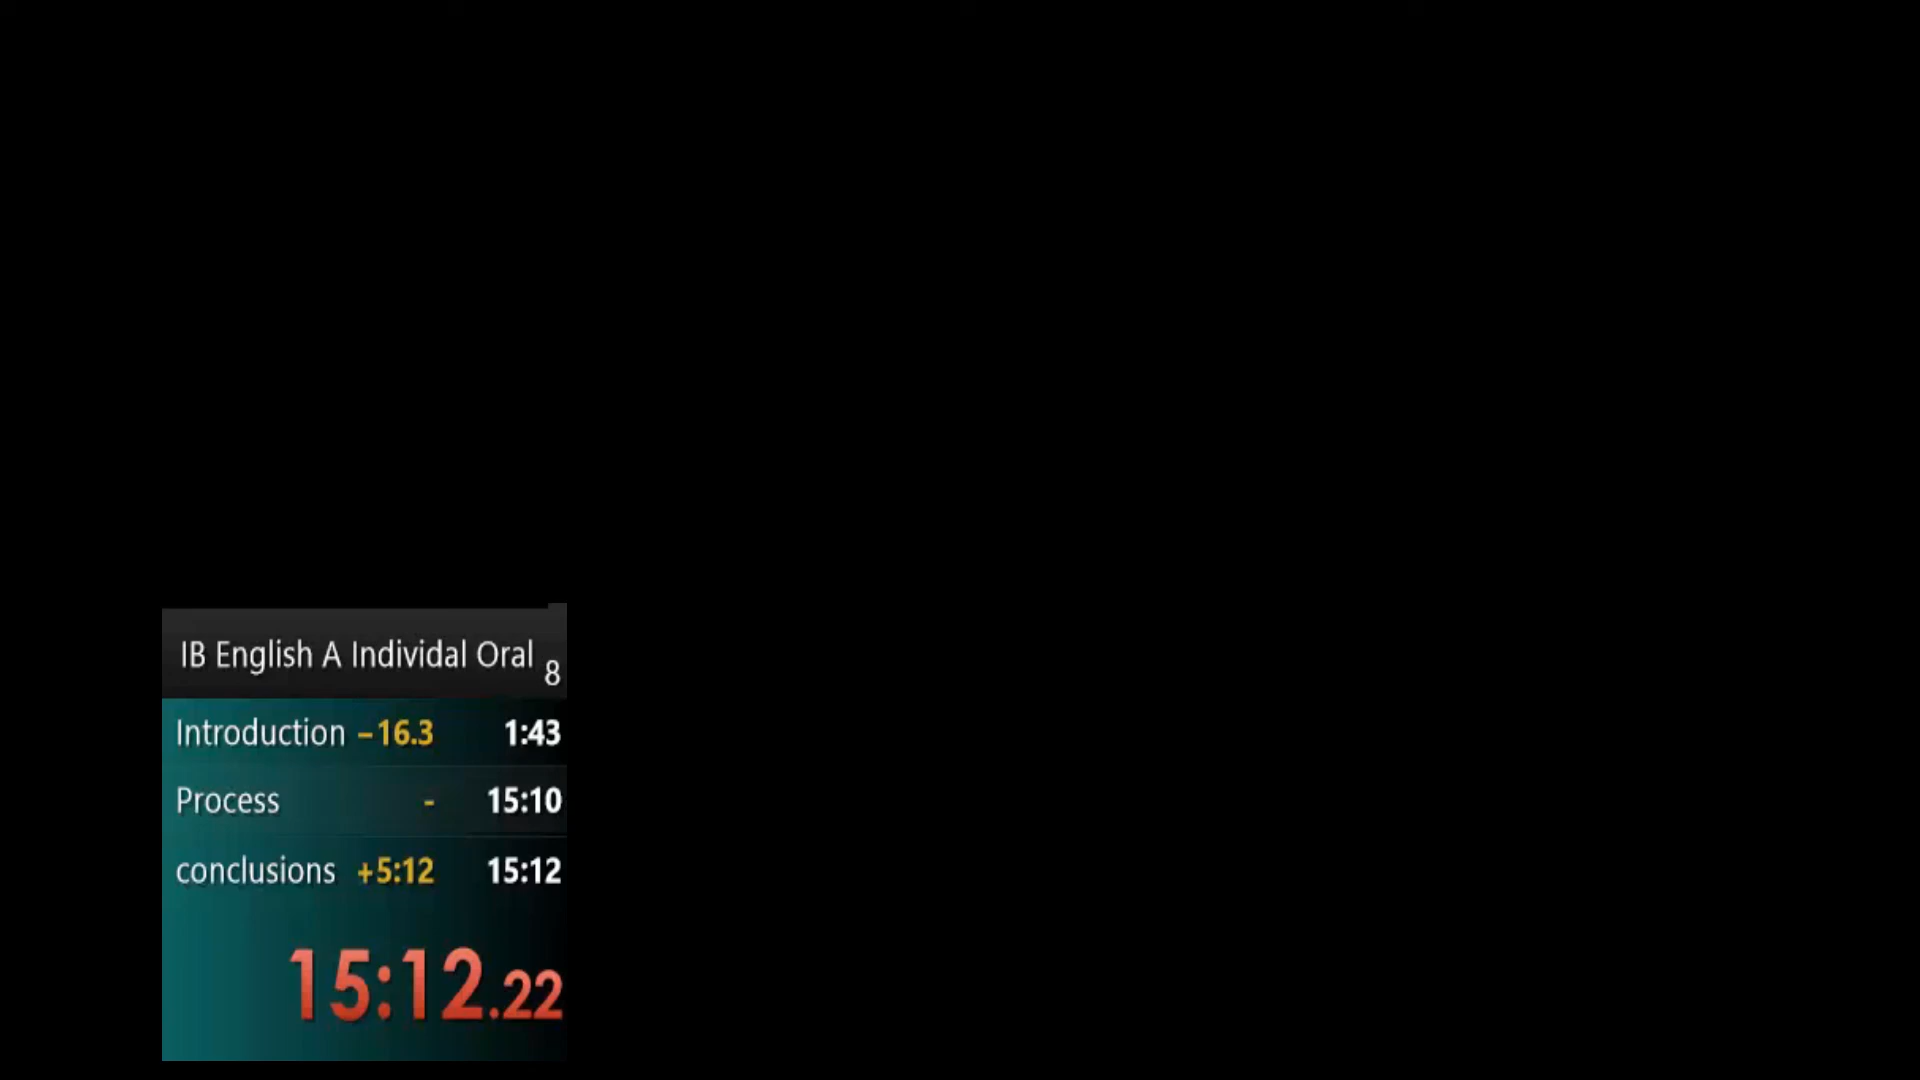 IB English A Individal Oral 8
Introduction −16.3 1:43
Process - 15:10
conclusions +5:12 15:12
15:12.22